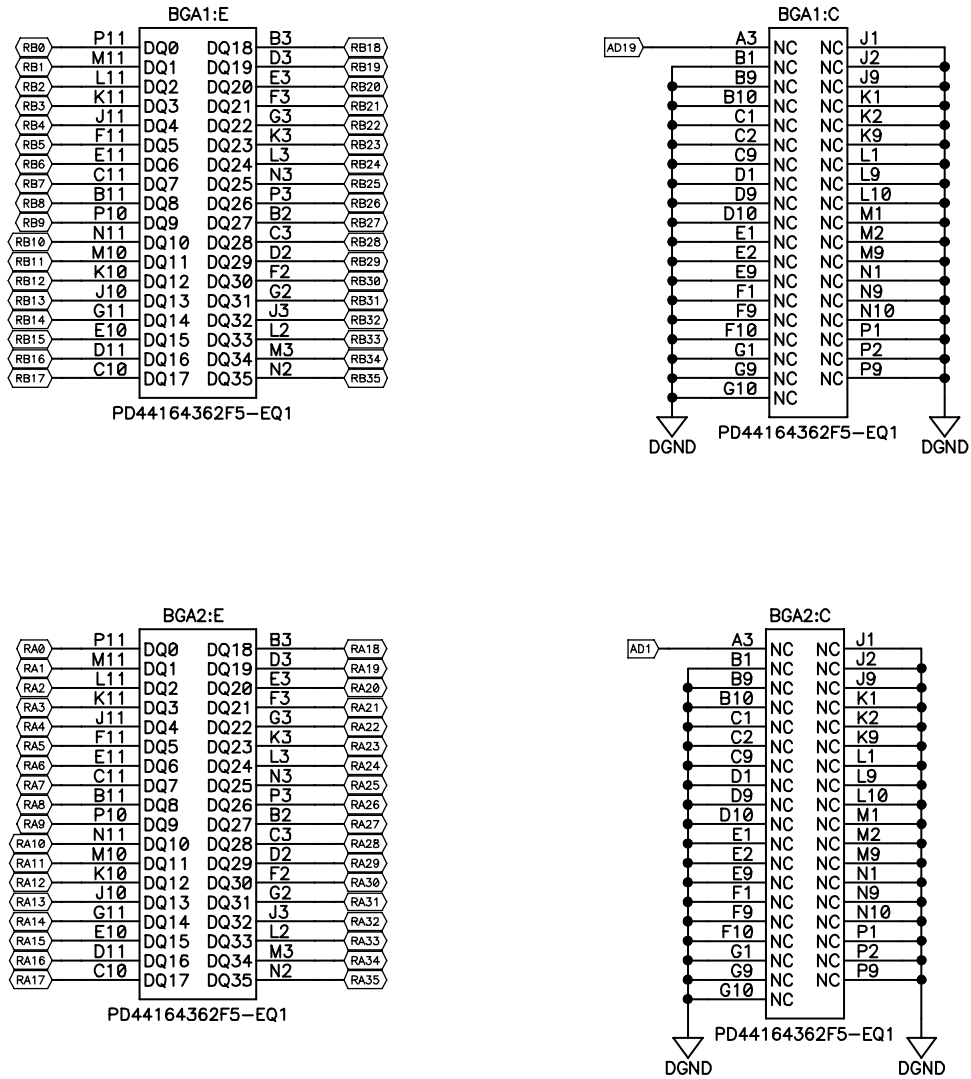 BGA1:E
RB0 P11 DQ0 DQ18 B3 RB18
RB1 M11 DQ1 DQ19 D3 RB19
RB2 L11 DQ2 DQ20 E3 RB20
RB3 K11 DQ3 DQ21 F3 RB21
RB4 J11 DQ4 DQ22 G3 RB22
RB5 F11 DQ5 DQ23 K3 RB23
RB6 E11 DQ6 DQ24 L3 RB24
RB7 C11 DQ7 DQ25 N3 RB25
RB8 B11 DQ8 DQ26 P3 RB26
RB9 P10 DQ9 DQ27 B2 RB27
RB10 N11 DQ10 DQ28 C3 RB28
RB11 M10 DQ11 DQ29 D2 RB29
RB12 K10 DQ12 DQ30 F2 RB30
RB13 J10 DQ13 DQ31 G2 RB31
RB14 G11 DQ14 DQ32 J3 RB32
RB15 E10 DQ15 DQ33 L2 RB33
RB16 D11 DQ16 DQ34 M3 RB34
RB17 C10 DQ17 DQ35 N2 RB35
PD44164362F5-EQ1
BGA1:C
AD19 A3 NC NC J1
B1 NC NC J2
B9 NC NC J9
B10 NC NC K1
C1 NC NC K2
C2 NC NC K9
C9 NC NC L1
D1 NC NC L9
D9 NC NC L10
D10 NC NC M1
E1 NC NC M2
E2 NC NC M9
E9 NC NC N1
F1 NC NC N9
F9 NC NC N10
F10 NC NC P1
G1 NC NC P2
G9 NC NC P9
G10 NC
PD44164362F5-EQ1
DGND DGND
BGA2:E
RA0 P11 DQ0 DQ18 B3 RA18
RA1 M11 DQ1 DQ19 D3 RA19
RA2 L11 DQ2 DQ20 E3 RA20
RA3 K11 DQ3 DQ21 F3 RA21
RA4 J11 DQ4 DQ22 G3 RA22
RA5 F11 DQ5 DQ23 K3 RA23
RA6 E11 DQ6 DQ24 L3 RA24
RA7 C11 DQ7 DQ25 N3 RA25
RA8 B11 DQ8 DQ26 P3 RA26
RA9 P10 DQ9 DQ27 B2 RA27
RA10 N11 DQ10 DQ28 C3 RA28
RA11 M10 DQ11 DQ29 D2 RA29
RA12 K10 DQ12 DQ30 F2 RA30
RA13 J10 DQ13 DQ31 G2 RA31
RA14 G11 DQ14 DQ32 J3 RA32
RA15 E10 DQ15 DQ33 L2 RA33
RA16 D11 DQ16 DQ34 M3 RA34
RA17 C10 DQ17 DQ35 N2 RA35
PD44164362F5-EQ1
BGA2:C
AD1 A3 NC NC J1
B1 NC NC J2
B9 NC NC J9
B10 NC NC K1
C1 NC NC K2
C2 NC NC K9
C9 NC NC L1
D1 NC NC L9
D9 NC NC L10
D10 NC NC M1
E1 NC NC M2
E2 NC NC M9
E9 NC NC N1
F1 NC NC N9
F9 NC NC N10
F10 NC NC P1
G1 NC NC P2
G9 NC NC P9
G10 NC
PD44164362F5-EQ1
DGND DGND